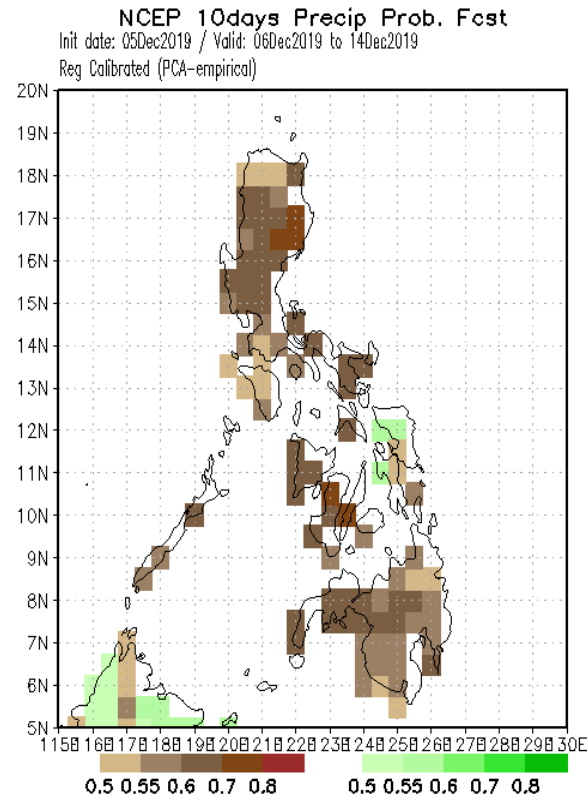 NCEP 10days Precip Prob. Fcst
Init date: 05Dec2019 / Valid: 06Dec2019 to 14Dec2019
Reg Calibrated (PCA-empirical)
20N
19N
18N
17N
16N
15N
14N
13N
12N
11N
10N
9N
8N
7N
6N
5N
115E 116E 117E 118E 119E 120E 121E 122E 123E 124E 125E 126E 127E 128E 129E 130E
0.5 0.55 0.6 0.7 0.8 0.5 0.55 0.6 0.7 0.8